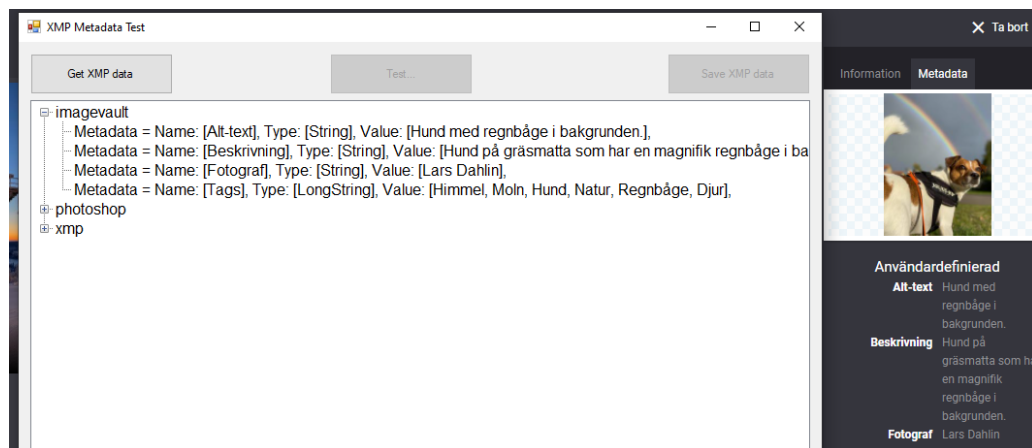 XMP Metadata Test
Ta bort
Get XMP data
Test...
Save XMP data
Information
Metadata
imagevault
Metadata = Name: [Alt-text], Type: [String], Value: [Hund med regnbåge i bakgrunden.],
Metadata = Name: [Beskrivning], Type: [String], Value: [Hund på gräsmatta som har en magnifik regnbåge i ba
Metadata = Name: [Fotograf], Type: [String], Value: [Lars Dahlin],
Metadata = Name: [Tags], Type: [LongString], Value: [Himmel, Moln, Hund, Natur, Regnbåge, Djur],
photoshop
xmp
Användardefinierad
Alt-text Hund med
regnbåge i
bakgrunden.
Beskrivning Hund på
gräsmatta som ha
en magnifik
regnbåge i
bakgrunden.
Fotograf Lars Dahlin